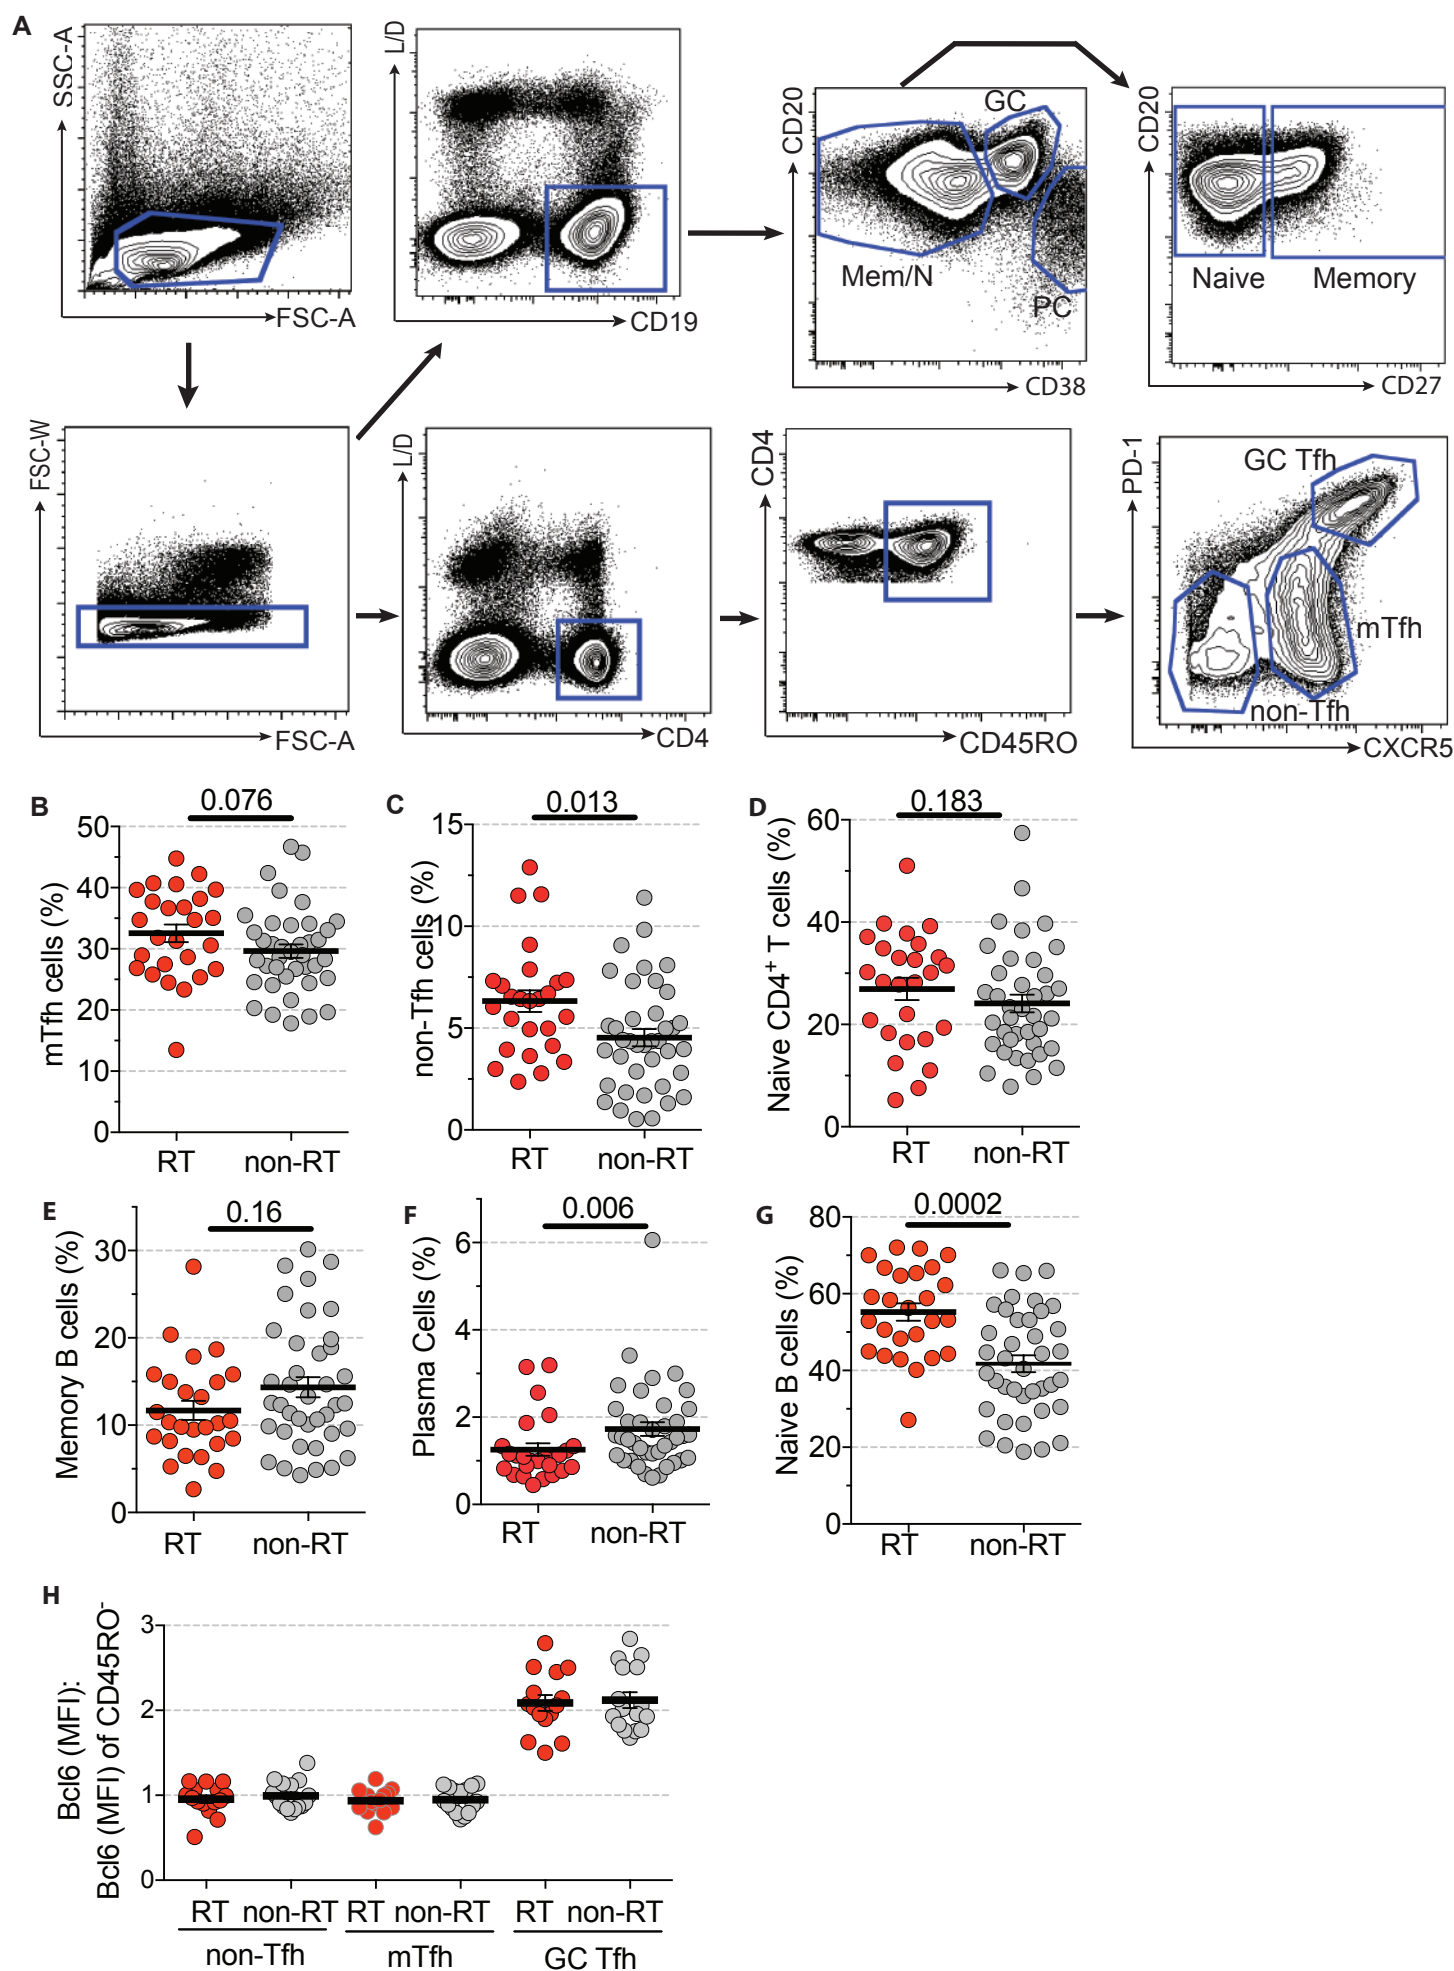 A
SSC-A
FSC-A
L/D
CD19
CD20
GC
Mem/N
PC
CD38
CD20
Naive
Memory
CD27
FSC-W
FSC-A
L/D
CD4
CD4
CD45RO
PD-1
GC Tfh
mTfh
non-Tfh
CXCR5
B
0.076
mTfh cells (%)
50
40
30
20
10
0
RT non-RT
C
0.013
non-Tfh cells (%)
15
10
5
0
RT non-RT
D
0.183
Naive CD4+ T cells (%)
60
40
20
0
RT non-RT
E
0.16
Memory B cells (%)
30
20
10
0
RT non-RT
F
0.006
Plasma Cells (%)
6
4
2
0
RT non-RT
G
0.0002
Naive B cells (%)
80
60
40
20
0
RT non-RT
H
Bcl6 (MFI):
Bcl6 (MFI) of CD45RO-
3
2
1
0
RT non-RT RT non-RT RT non-RT
non-Tfh mTfh GC Tfh